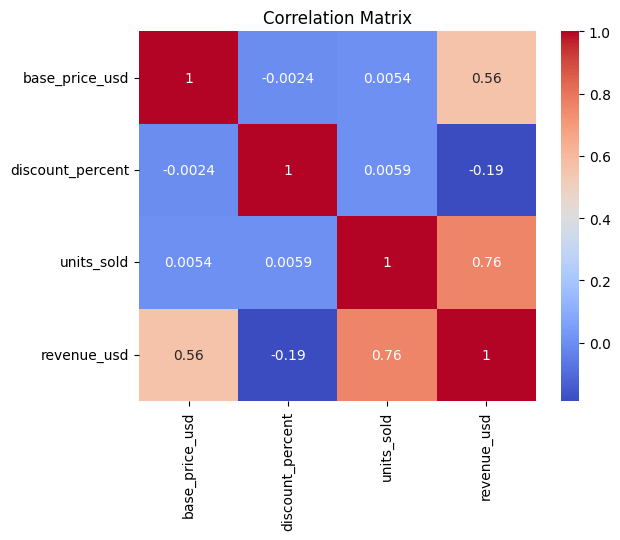 Correlation Matrix
base_price_usd
1
-0.0024
0.0054
0.56
discount_percent
-0.0024
1
0.0059
-0.19
units_sold
0.0054
0.0059
1
0.76
revenue_usd
0.56
-0.19
0.76
1
base_price_usd
discount_percent
units_sold
revenue_usd
1.0
0.8
0.6
0.4
0.2
0.0